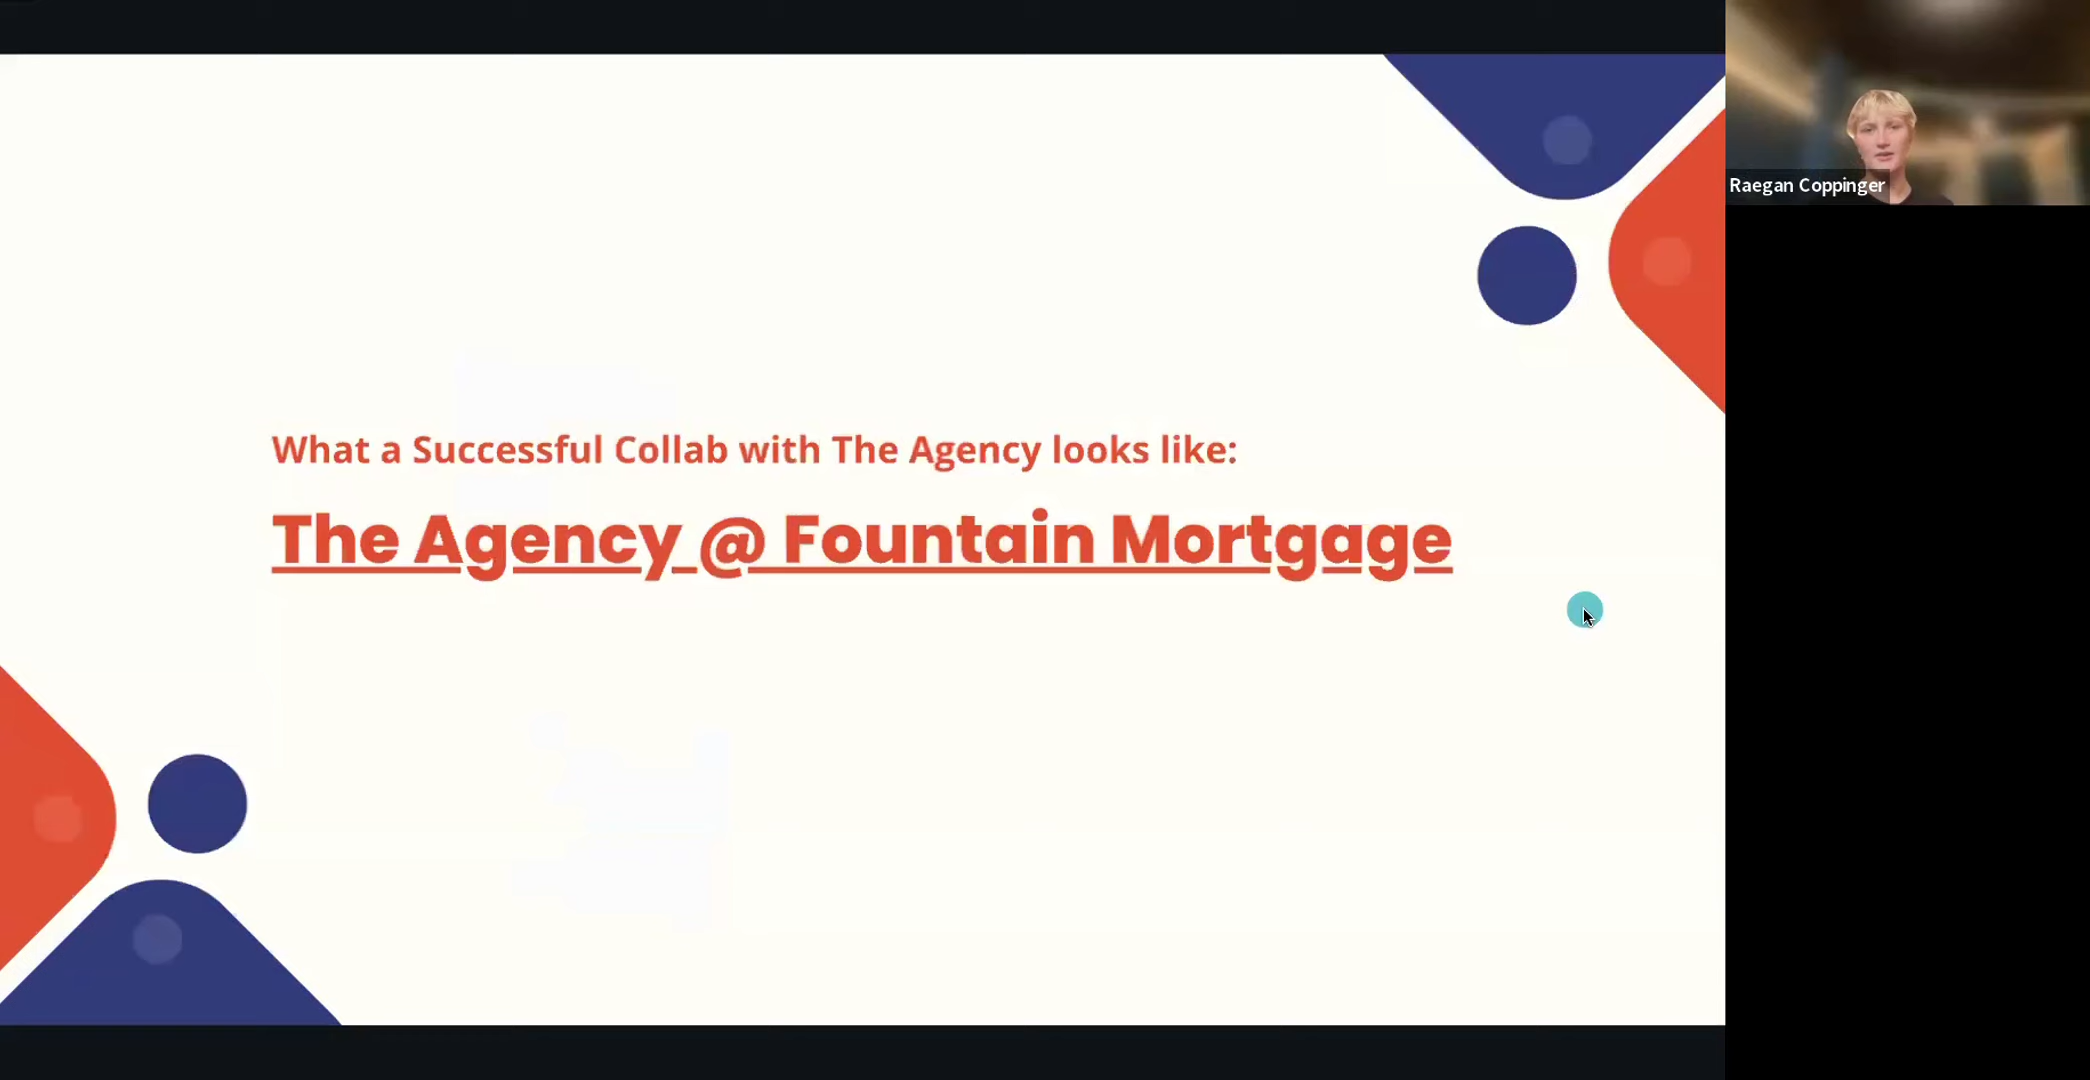 What a Successful Collab with The Agency looks like:
The Agency @ Fountain Mortgage
Raegan Coppinger